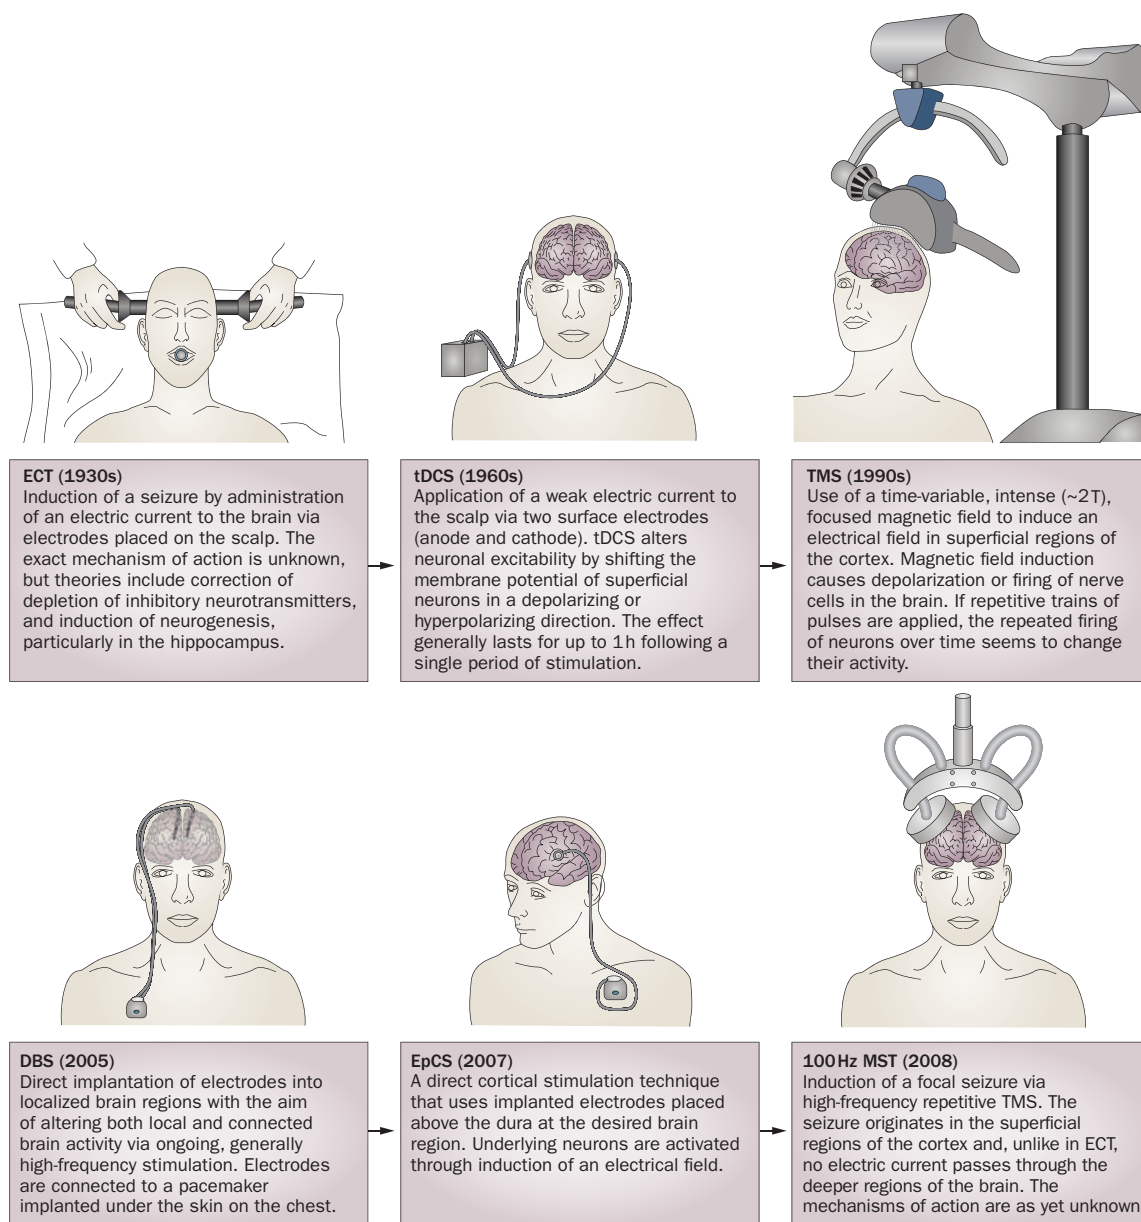 ECT (1930s)
Induction of a seizure by administration
of an electric current to the brain via
electrodes placed on the scalp. The
exact mechanism of action is unknown,
but theories include correction of
depletion of inhibitory neurotransmitters,
and induction of neurogenesis,
particularly in the hippocampus.
tDCS (1960s)
Application of a weak electric current to
the scalp via two surface electrodes
(anode and cathode). tDCS alters
neuronal excitability by shifting the
membrane potential of superficial
neurons in a depolarizing or
hyperpolarizing direction. The effect
generally lasts for up to 1h following a
single period of stimulation.
TMS (1990s)
Use of a time-variable, intense (~2T),
focused magnetic field to induce an
electrical field in superficial regions of
the cortex. Magnetic field induction
causes depolarization or firing of nerve
cells in the brain. If repetitive trains of
pulses are applied, the repeated firing
of neurons over time seems to change
their activity.
DBS (2005)
Direct implantation of electrodes into
localized brain regions with the aim
of altering both local and connected
brain activity via ongoing, generally
high-frequency stimulation. Electrodes
are connected to a pacemaker
implanted under the skin on the chest.
EpCS (2007)
A direct cortical stimulation technique
that uses implanted electrodes placed
above the dura at the desired brain
region. Underlying neurons are activated
through induction of an electrical field.
100Hz MST (2008)
Induction of a focal seizure via
high-frequency repetitive TMS. The
seizure originates in the superficial
regions of the cortex and, unlike in ECT,
no electric current passes through the
deeper regions of the brain. The
mechanisms of action are as yet unknown